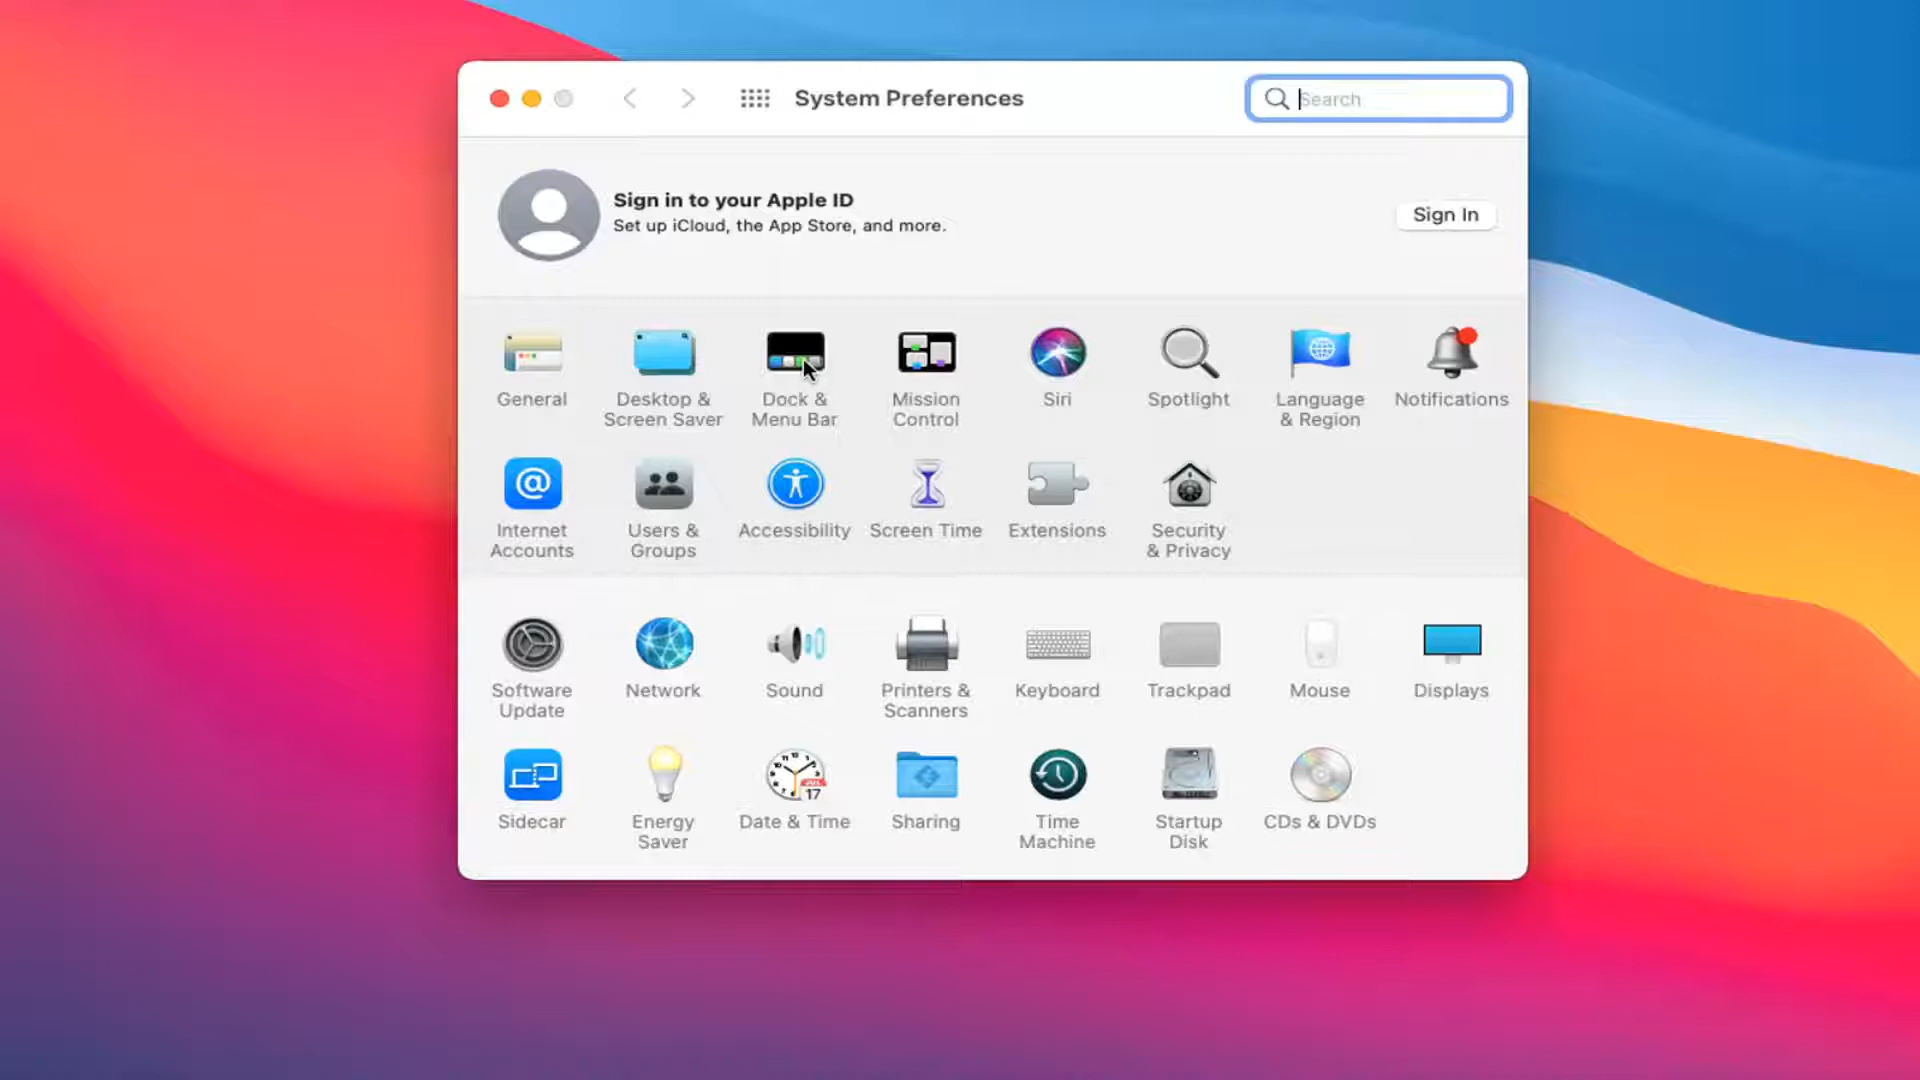 System Preferences
Search
Sign in to your Apple ID
Set up iCloud, the App Store, and more.
Sign In
General
Desktop &
Screen Saver
Dock &
Menu Bar
Mission
Control
Siri
Spotlight
Language
& Region
Notifications
Internet
Accounts
Users &
Groups
Accessibility
Screen Time
Extensions
Security
& Privacy
Software
Update
Network
Sound
Printers &
Scanners
Keyboard
Trackpad
Mouse
Displays
Sidecar
Energy
Saver
Date & Time
Sharing
Time
Machine
Startup
Disk
CDs & DVDs
17